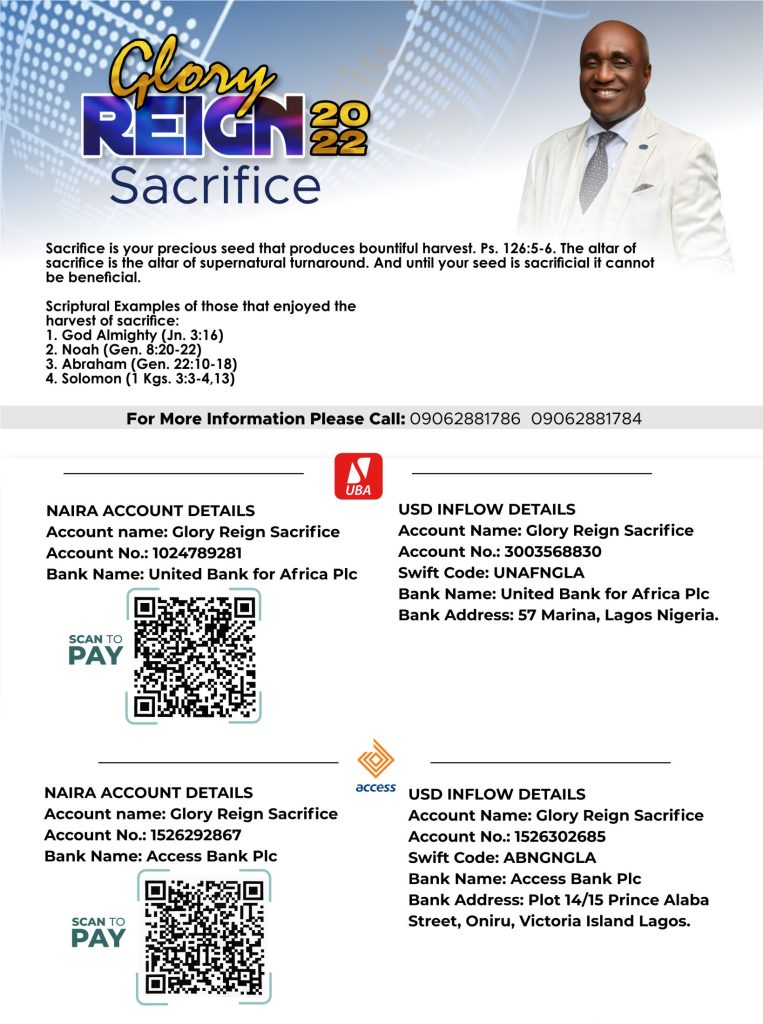 Glory
REIGN 20
22
Sacrifice
Sacrifice is your precious seed that produces bountiful harvest. Ps. 126:5-6. The altar of
sacrifice is the altar of supernatural turnaround. And until your seed is sacrificial it cannot
be beneficial.
Scriptural Examples of those that enjoyed the
harvest of sacrifice:
1. God Almighty (Jn. 3:16)
2. Noah (Gen. 8:20-22)
3. Abraham (Gen. 22:10-18)
4. Solomon (1 Kgs. 3:3-4,13)
For More Information Please Call: 09062881786 09062881784
UBA
NAIRA ACCOUNT DETAILS
Account name: Glory Reign Sacrifice
Account No.: 1024789281
Bank Name: United Bank for Africa Plc
SCAN TO
PAY
USD INFLOW DETAILS
Account Name: Glory Reign Sacrifice
Account No.: 3003568830
Swift Code: UNAFNGLA
Bank Name: United Bank for Africa Plc
Bank Address: 57 Marina, Lagos Nigeria.
access
NAIRA ACCOUNT DETAILS
Account name: Glory Reign Sacrifice
Account No.: 1526292867
Bank Name: Access Bank Plc
SCAN TO
PAY
USD INFLOW DETAILS
Account Name: Glory Reign Sacrifice
Account No.: 1526302685
Swift Code: ABNGNGLA
Bank Name: Access Bank Plc
Bank Address: Plot 14/15 Prince Alaba
Street, Oniru, Victoria Island Lagos.